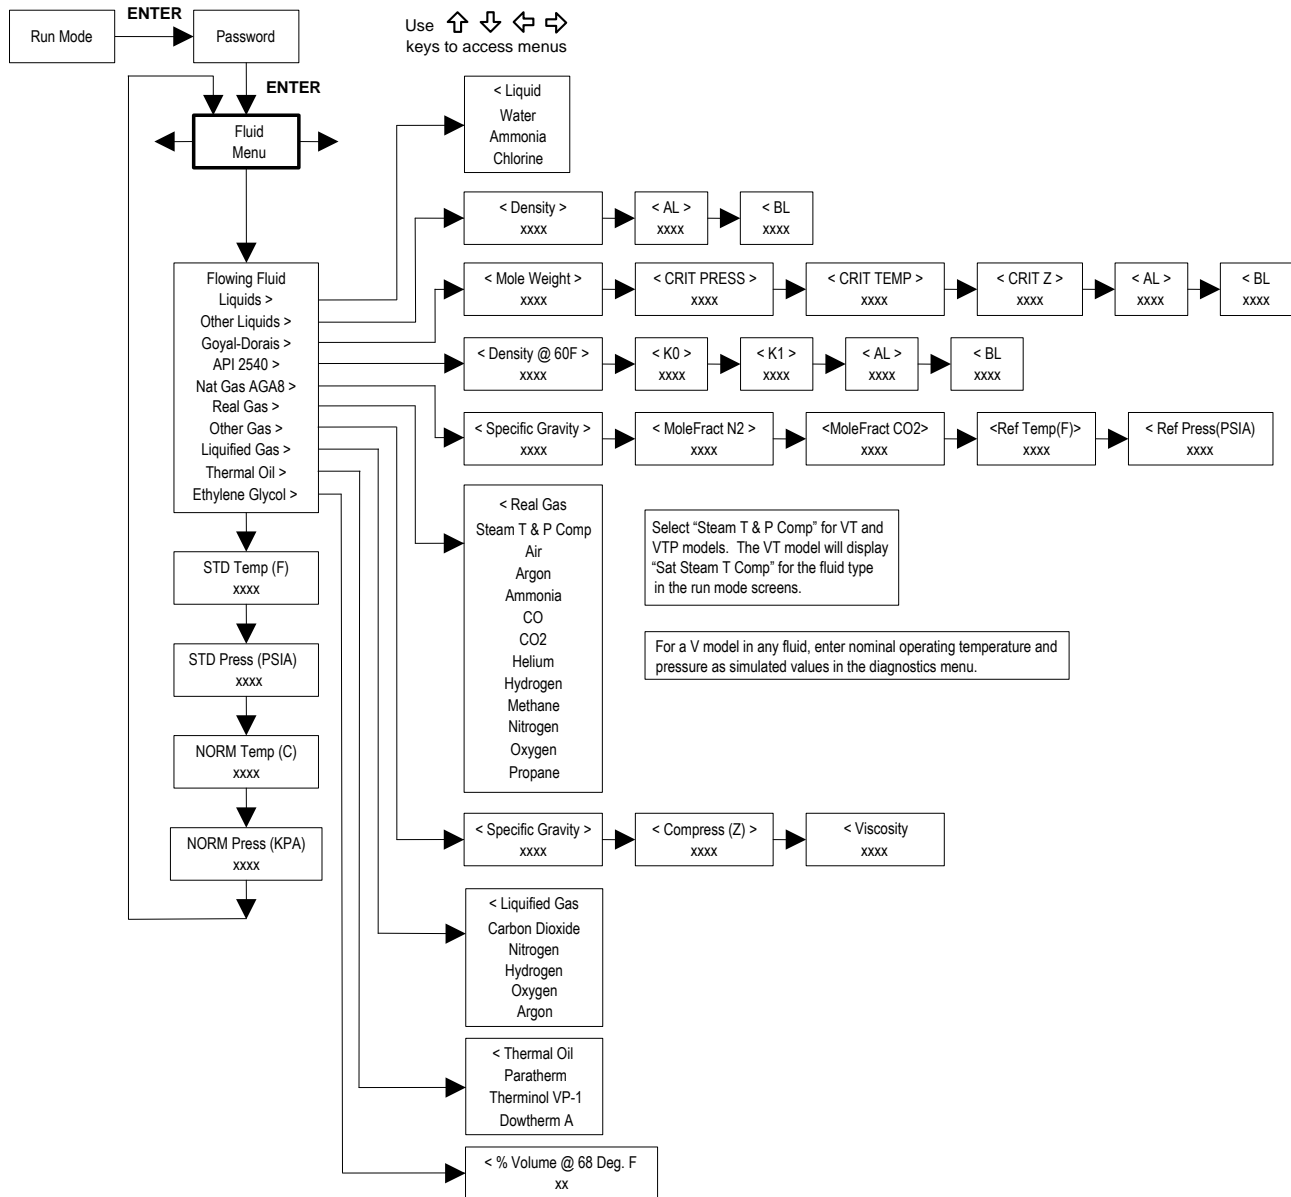 Run Mode
ENTER
Password
Use
keys to access menus
ENTER
Fluid
Menu
< Liquid
Water
Ammonia
Chlorine
< Density >
xxxx
< AL >
xxxx
< BL
xxxx
Flowing Fluid
Liquids >
Other Liquids >
Goyal-Dorais >
API 2540 >
Nat Gas AGA8 >
Real Gas >
Other Gas >
Liquified Gas >
Thermal Oil >
Ethylene Glycol >
< Mole Weight >
xxxx
< CRIT PRESS >
xxxx
< CRIT TEMP >
xxxx
< CRIT Z >
xxxx
< AL >
xxxx
< BL
xxxx
< Density @ 60F >
xxxx
< K0 >
xxxx
< K1 >
xxxx
< AL >
xxxx
< BL
xxxx
< Specific Gravity >
xxxx
< MoleFract N2 >
xxxx
<MoleFract CO2>
xxxx
<Ref Temp(F)>
xxxx
< Ref Press(PSIA)
xxxx
< Real Gas
Steam T & P Comp
Air
Argon
Ammonia
CO
CO2
Helium
Hydrogen
Methane
Nitrogen
Oxygen
Propane
Select “Steam T & P Comp” for VT and
VTP models. The VT model will display
“Sat Steam T Comp” for the fluid type
in the run mode screens.
For a V model in any fluid, enter nominal operating temperature and
pressure as simulated values in the diagnostics menu.
STD Temp (F)
xxxx
STD Press (PSIA)
xxxx
NORM Temp (C)
xxxx
NORM Press (KPA)
xxxx
< Specific Gravity >
xxxx
< Compress (Z) >
xxxx
< Viscosity
xxxx
< Liquified Gas
Carbon Dioxide
Nitrogen
Hydrogen
Oxygen
Argon
< Thermal Oil
Paratherm
Therminol VP-1
Dowtherm A
< % Volume @ 68 Deg. F
xx